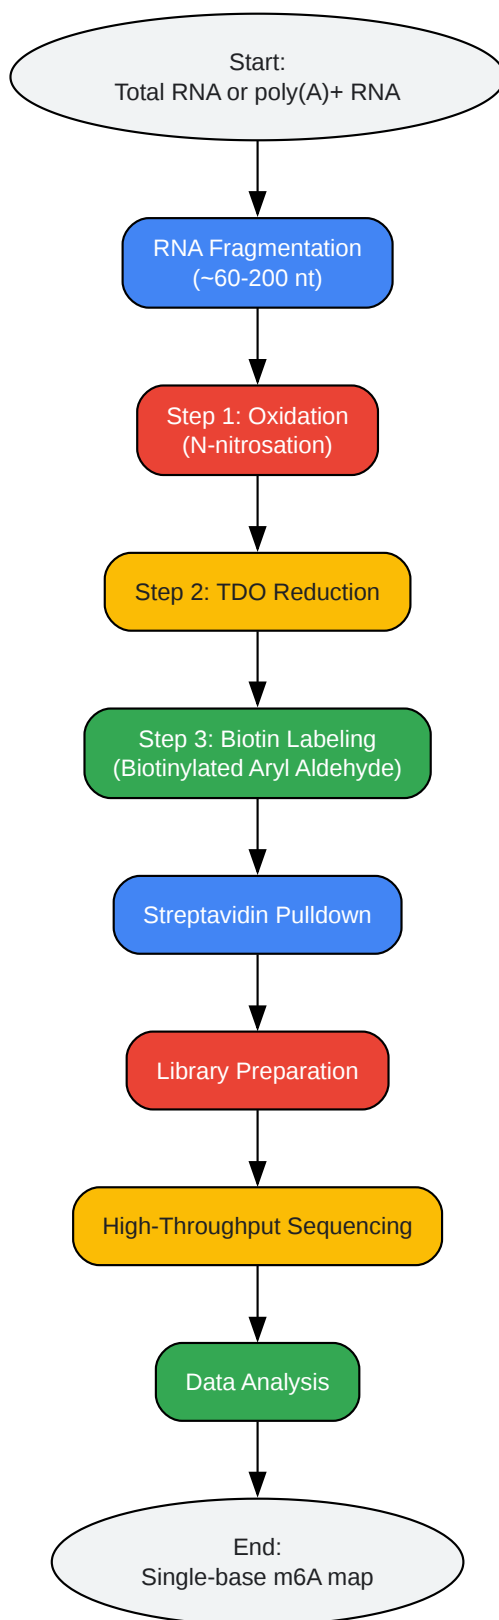 Start:
Total RNA or poly(A)+ RNA
RNA Fragmentation
(~60-200 nt)
Step 1: Oxidation
(N-nitrosation)
Step 2: TDO Reduction
Step 3: Biotin Labeling
(Biotinylated Aryl Aldehyde)
Streptavidin Pulldown
Library Preparation
High-Throughput Sequencing
Data Analysis
End:
Single-base m6A map